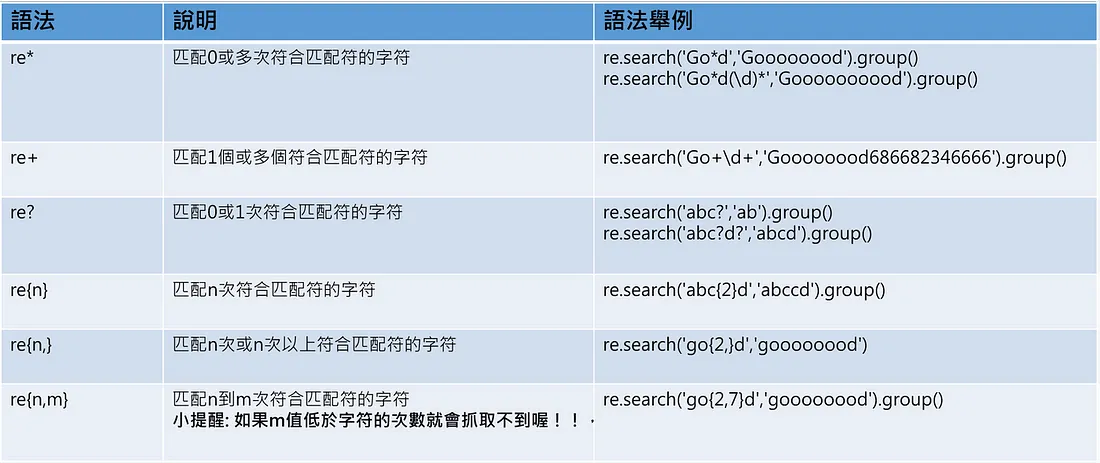 語法 說明 語法舉例
re* 匹配0或多次符合匹配符的字符 re.search('Go*d','Goooooood').group()
re.search('Go*d(\d)*','Goooooooood').group()
re+ 匹配1個或多個符合匹配符的字符 re.search('Go+\d+','Goooooood686682346666').group()
re? 匹配0或1次符合匹配符的字符 re.search('abc?','ab').group()
re.search('abc?d?','abcd').group()
re{n} 匹配n次符合匹配符的字符 re.search('abc{2}d','abccd').group()
re{n,} 匹配n次或n次以上符合匹配符的字符 re.search('go{2,}d','goooooood')
re{n,m} 匹配n到m次符合匹配符的字符 re.search('go{2,7}d','goooooood').group()
小提醒: 如果m值低於字符的次數就會抓取不到喔！！